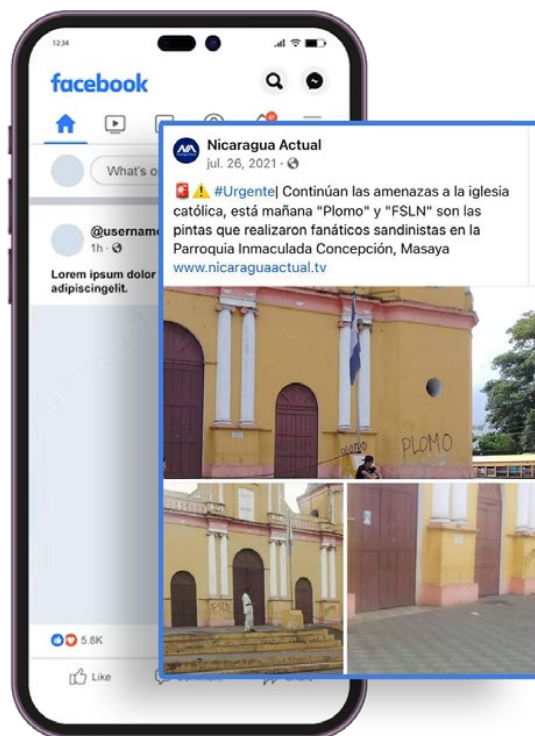 12:34
facebook
What's o
@username
1h ·
Lorem ipsum dolor
adipiscingelit.
5.8K
Like
Nicaragua Actual
jul. 26, 2021 ·
#Urgente| Continúan las amenazas a la iglesia
católica, está mañana "Plomo" y "FSLN" son las
pintas que realizaron fanáticos sandinistas en la
Parroquia Inmaculada Concepción, Masaya
www.nicaraguaactual.tv
PLOMO
PLOMO